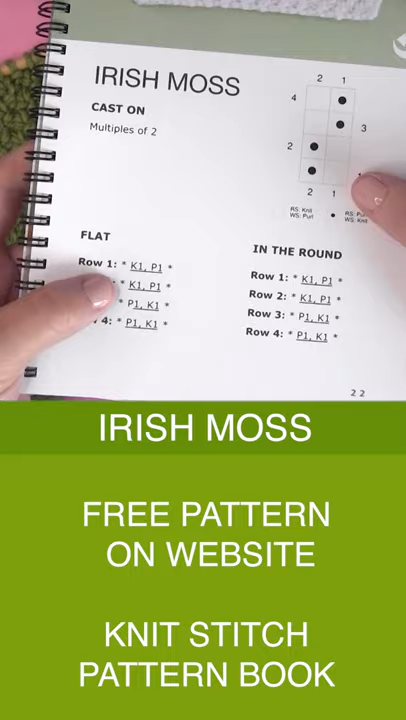 IRISH MOSS
CAST ON
Multiples of 2
2 1
4
3
2
2 1
RS: Knit
WS: Purl
FLAT
Row 1: * K1, P1 *
* K1, P1 *
* P1, K1 *
4: * P1, K1 *
IN THE ROUND
Row 1: * K1, P1 *
Row 2: * K1, P1 *
Row 3: * P1, K1 *
Row 4: * P1, K1 *
22
IRISH MOSS
FREE PATTERN
ON WEBSITE
KNIT STITCH
PATTERN BOOK